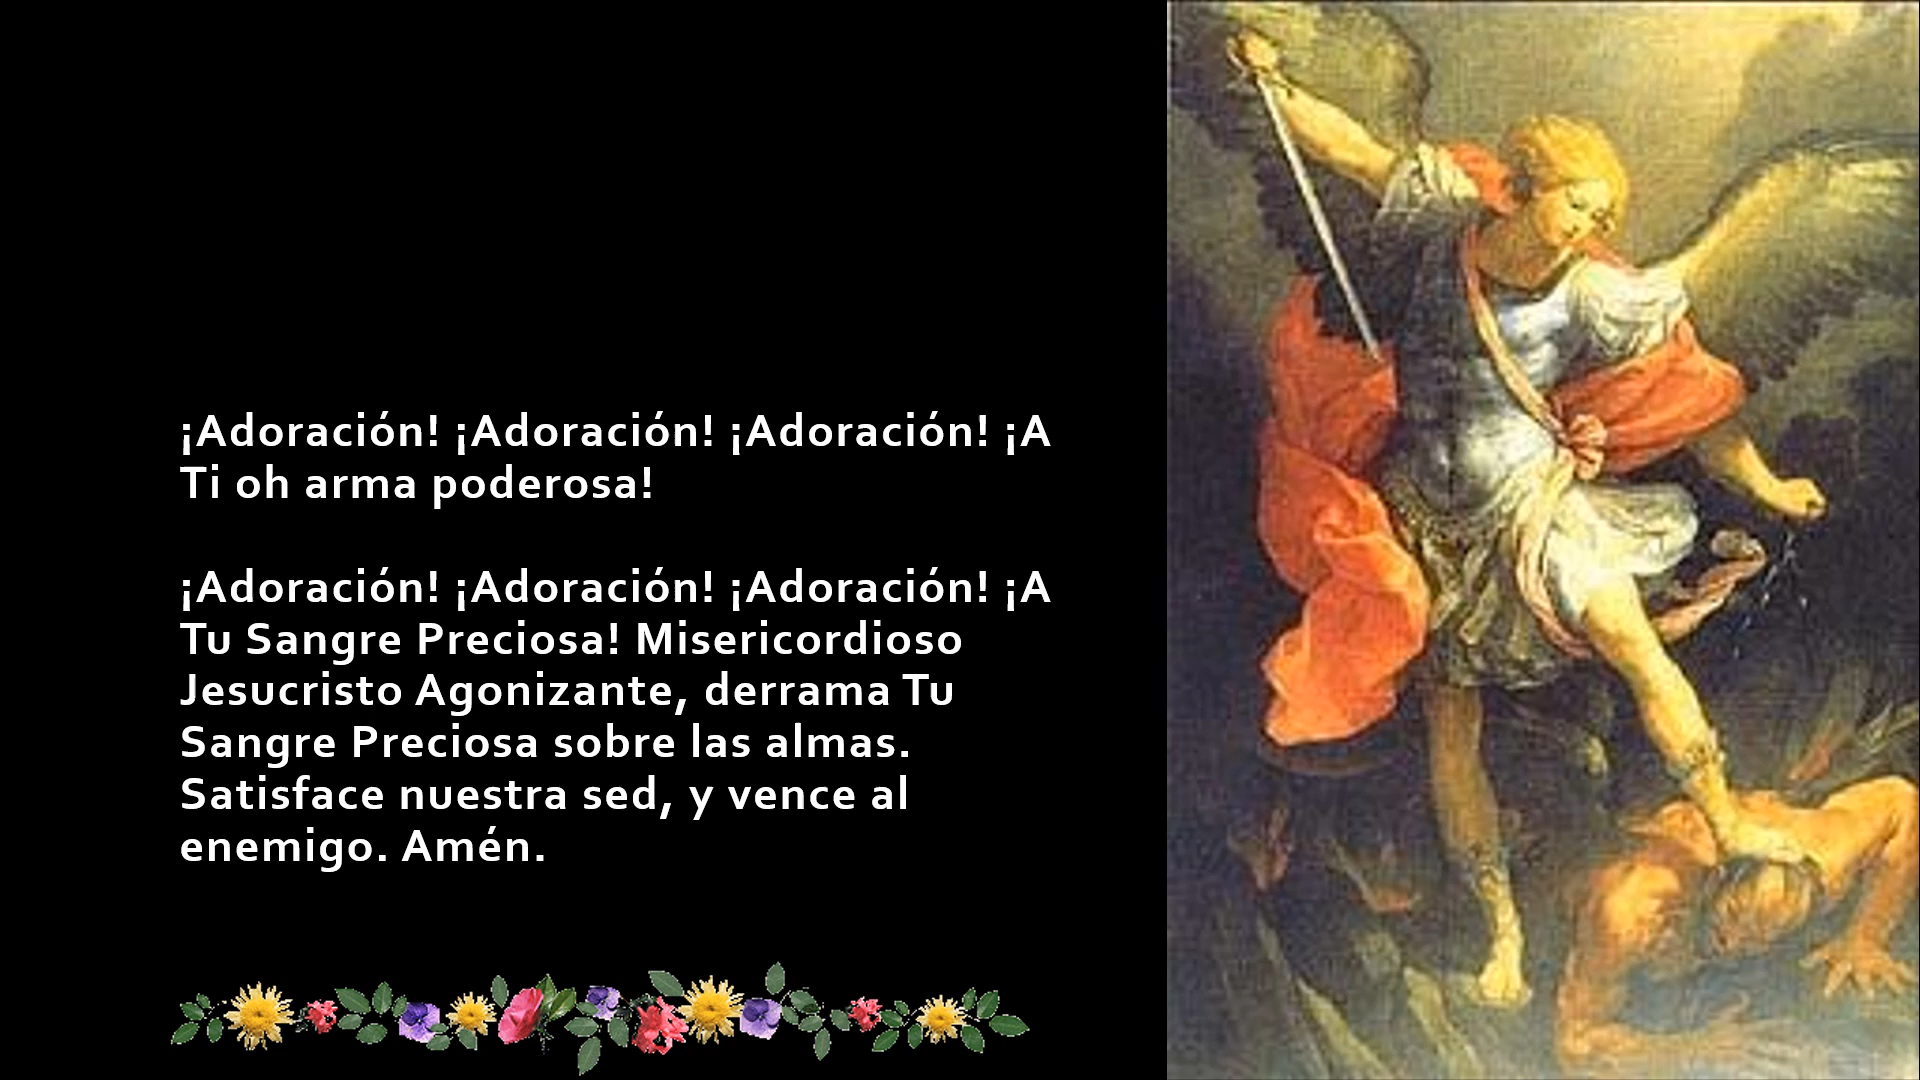 ¡Adoración! ¡Adoración! ¡Adoración! ¡A
Ti oh arma poderosa!
¡Adoración! ¡Adoración! ¡Adoración! ¡A
Tu Sangre Preciosa! Misericordioso
Jesucristo Agonizante, derrama Tu
Sangre Preciosa sobre las almas.
Satisface nuestra sed, y vence al
enemigo. Amén.